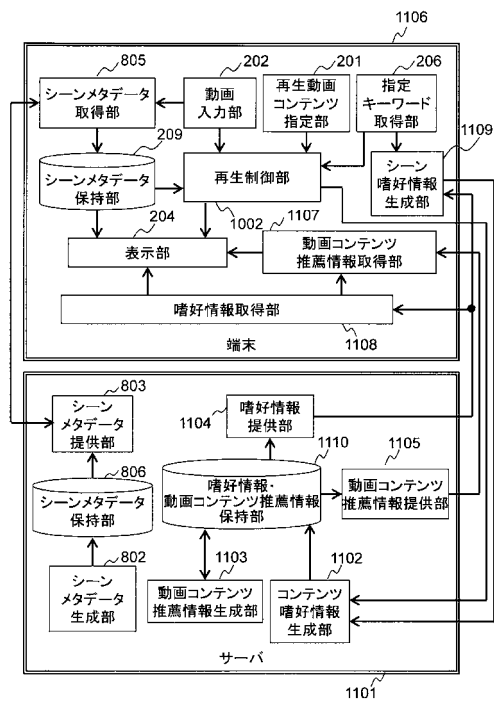 1106
805
202
201
206
シーンメタデータ
取得部
動画
入力部
再生動画
コンテンツ
指定部
指定
キーワード
取得部
1109
209
シーンメタデータ
保持部
再生制御部
シーン
嗜好情報
生成部
204
1002
1107
表示部
動画コンテンツ
推薦情報取得部
嗜好情報取得部
端末
1108
803
シーン
メタデータ
提供部
1104
嗜好情報
提供部
1110
1105
806
シーンメタデータ
保持部
嗜好情報・
動画コンテンツ推薦情報
保持部
動画コンテンツ
推薦情報提供部
802
シーン
メタデータ
生成部
1103
動画コンテンツ
推薦情報生成部
1102
コンテンツ
嗜好情報
生成部
サーバ
1101